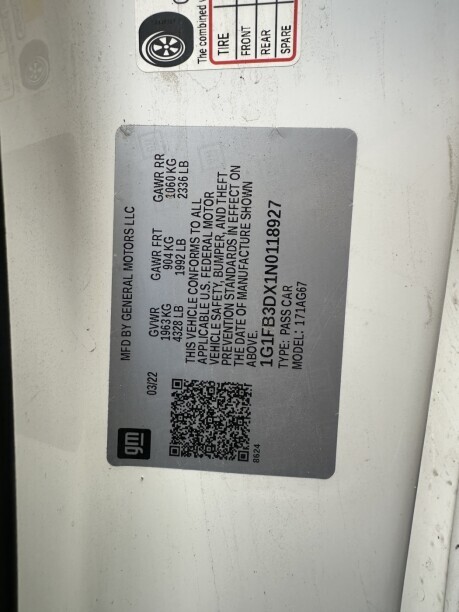 The combined
TIRE
FRONT
REAR
SPARE
gm
MFD BY GENERAL MOTORS LLC
03/22
GVWR GAWR FRT GAWR RR
1963 KG 904 KG 1060 KG
4328 LB 1992 LB 2336 LB
THIS VEHICLE CONFORMS TO ALL
APPLICABLE U.S. FEDERAL MOTOR
VEHICLE SAFETY, BUMPER, AND THEFT
PREVENTION STANDARDS IN EFFECT ON
THE DATE OF MANUFACTURE SHOWN
ABOVE.
1G1FB3DX1N0118927
TYPE: PASS CAR
MODEL: 171AG67
8624